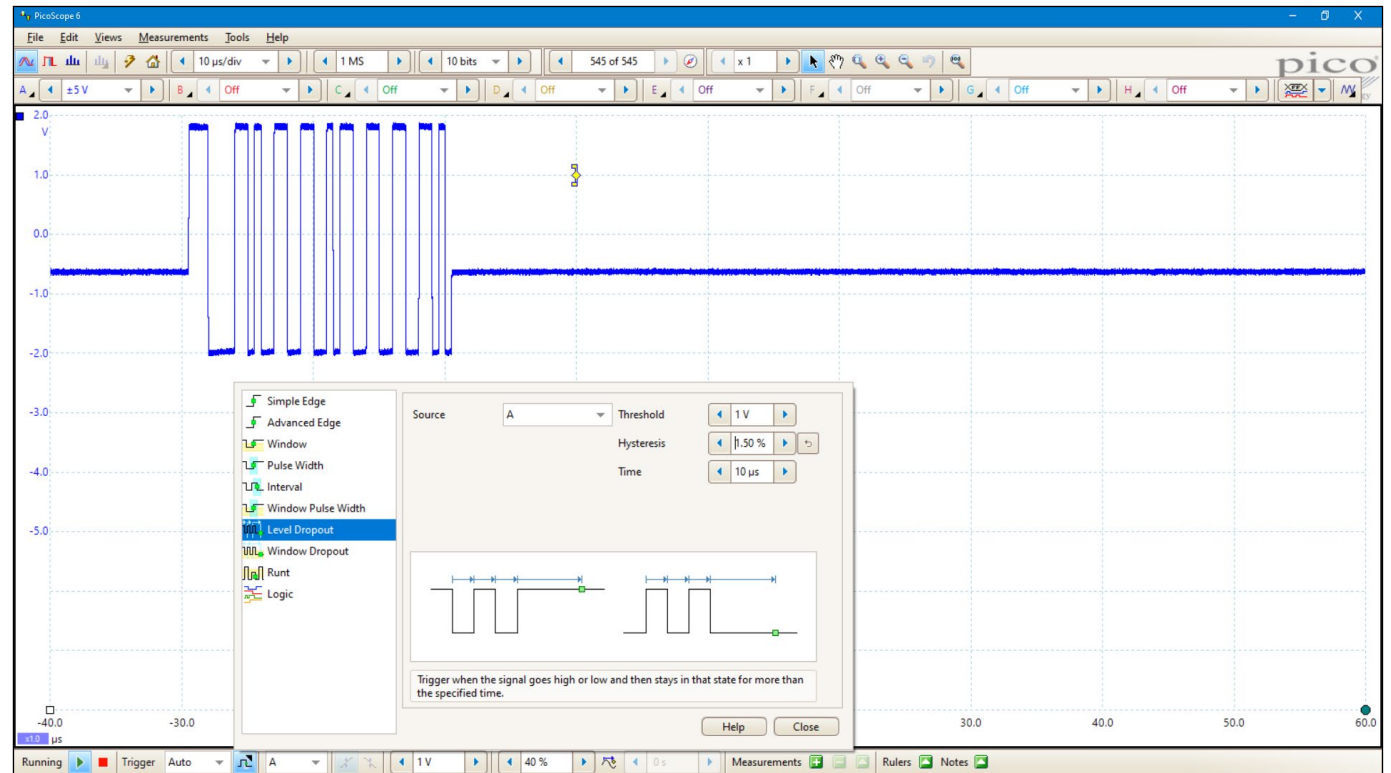 PicoScope 6
File Edit Views Measurements Tools Help
10 µs/div 1 MS 10 bits 545 of 545 x 1
pico
A ±5 V B Off C Off D Off E Off F Off G Off H Off
2.0
V
1.0
0.0
-1.0
-2.0
-3.0
-4.0
-5.0
Simple Edge
Advanced Edge
Window
Pulse Width
Interval
Window Pulse Width
Level Dropout
Window Dropout
Runt
Logic
Source A Threshold 1 V
Hysteresis 1.50 %
Time 10 µs
Trigger when the signal goes high or low and then stays in that state for more than
the specified time.
Help Close
-40.0 -30.0 30.0 40.0 50.0 60.0
x1.0 µs
Running Trigger Auto A 1 V 40 % 0 s Measurements Rulers Notes